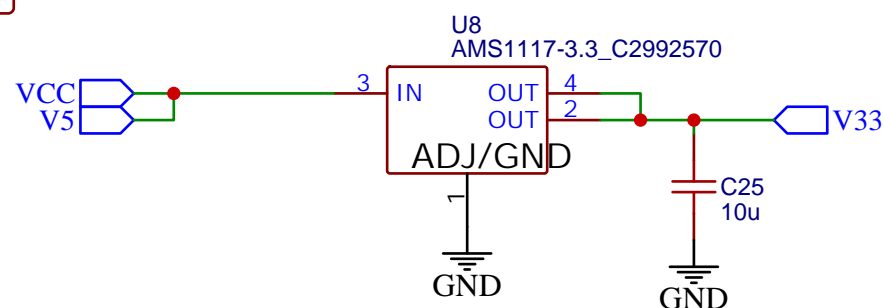 U8
AMS1117-3.3_C2992570
VCC
V5
3
IN
OUT
4
OUT
2
V33
ADJ/GND
1
C25
10u
GND
GND